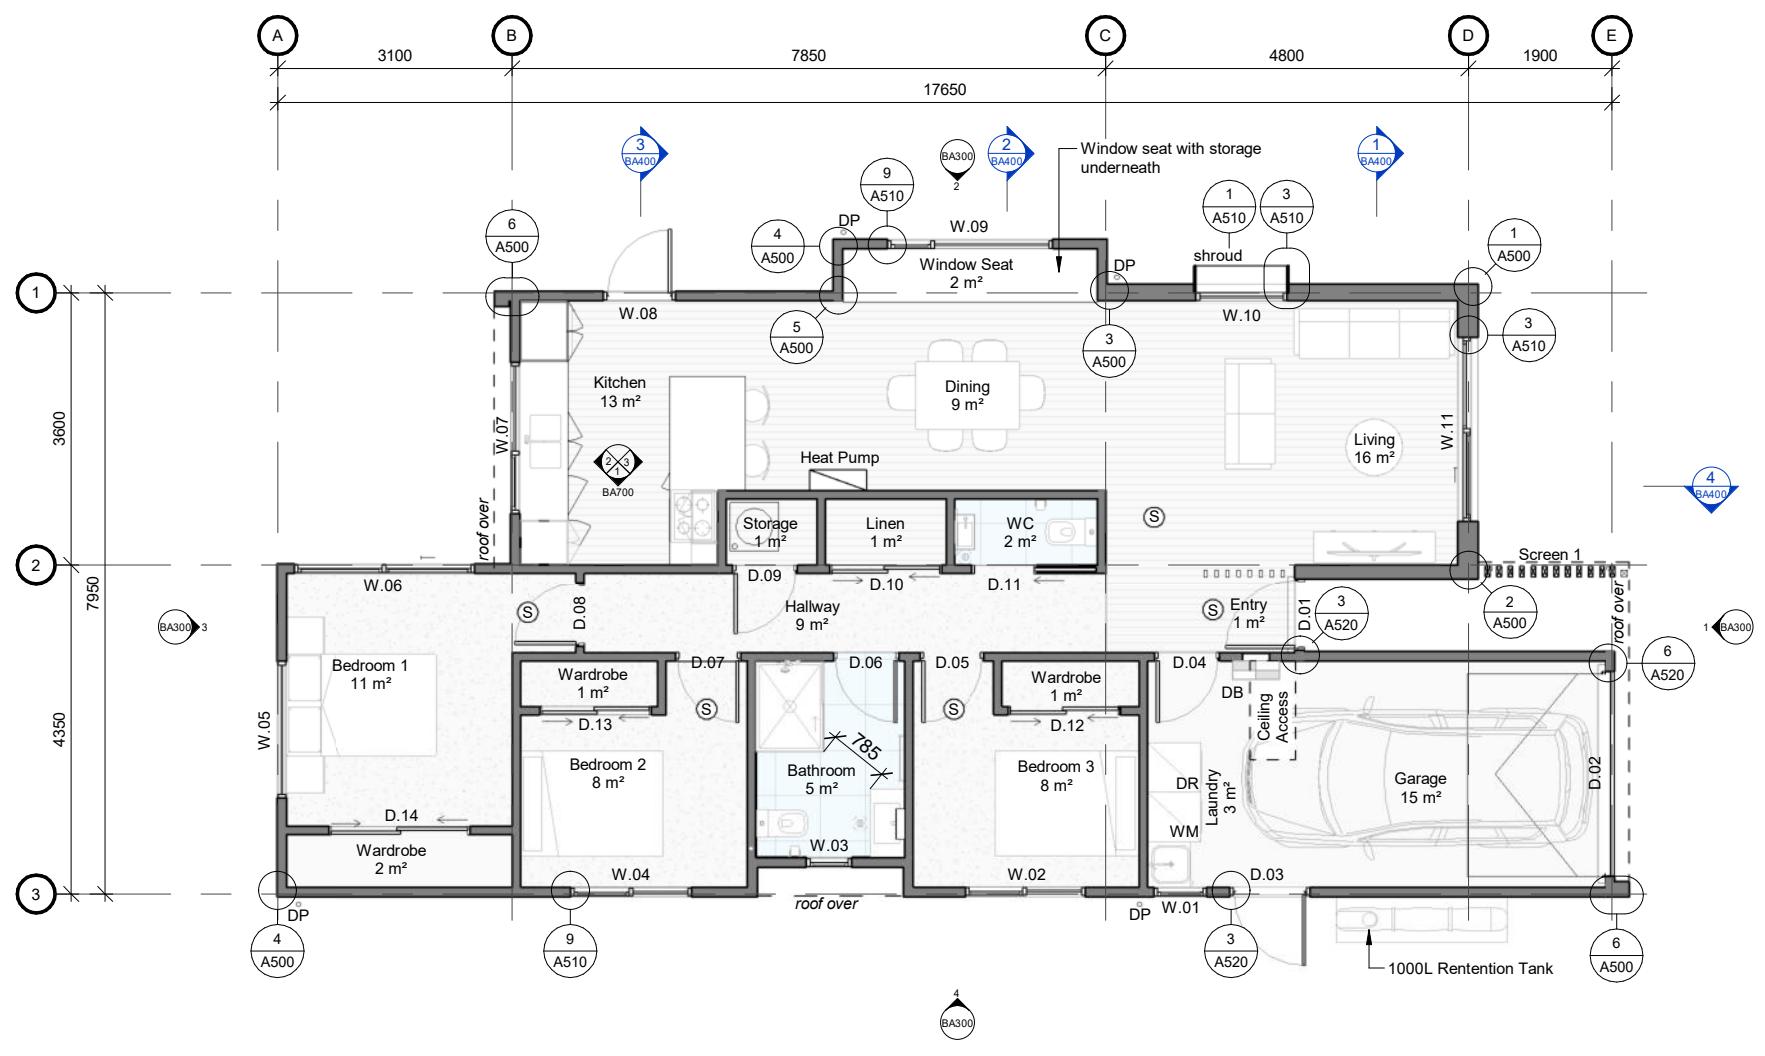 A
B
C
D
E
3100
7850
4800
1900
17650
3
BA400
BA300
2
2
BA400
1
BA400
Window seat with storage
underneath
9
A510
1
A510
3
A510
6
A500
4
A500
DP
W.09
shroud
1
A500
Window Seat
2 m²
DP
1
W.08
W.10
5
A500
3
A500
3
A510
Kitchen
13 m²
Dining
9 m²
W.07
W.11
Living
16 m²
3600
7950
4350
Heat Pump
2
3
1
BA700
4
BA400
roof over
Storage
1 m²
Linen
1 m²
WC
2 m²
S
2
W.06
D.09
D.10
D.11
Screen 1
BA300
3
S
D.08
Hallway
9 m²
S
Entry
1 m²
D.01
3
A520
2
A500
roof over
1
BA300
Bedroom 1
11 m²
Wardrobe
1 m²
D.07
D.06
D.05
Wardrobe
1 m²
D.04
DB
Ceiling
Access
6
A520
W.05
D.13
S
S
D.12
785
Bedroom 2
8 m²
Bathroom
5 m²
Bedroom 3
8 m²
DR
Laundry
3 m²
Garage
15 m²
D.02
D.14
WM
Wardrobe
2 m²
W.03
W.04
W.02
D.03
3
DP
roof over
DP
W.01
4
A500
9
A510
3
A520
6
A500
1000L Rentention Tank
4
BA300